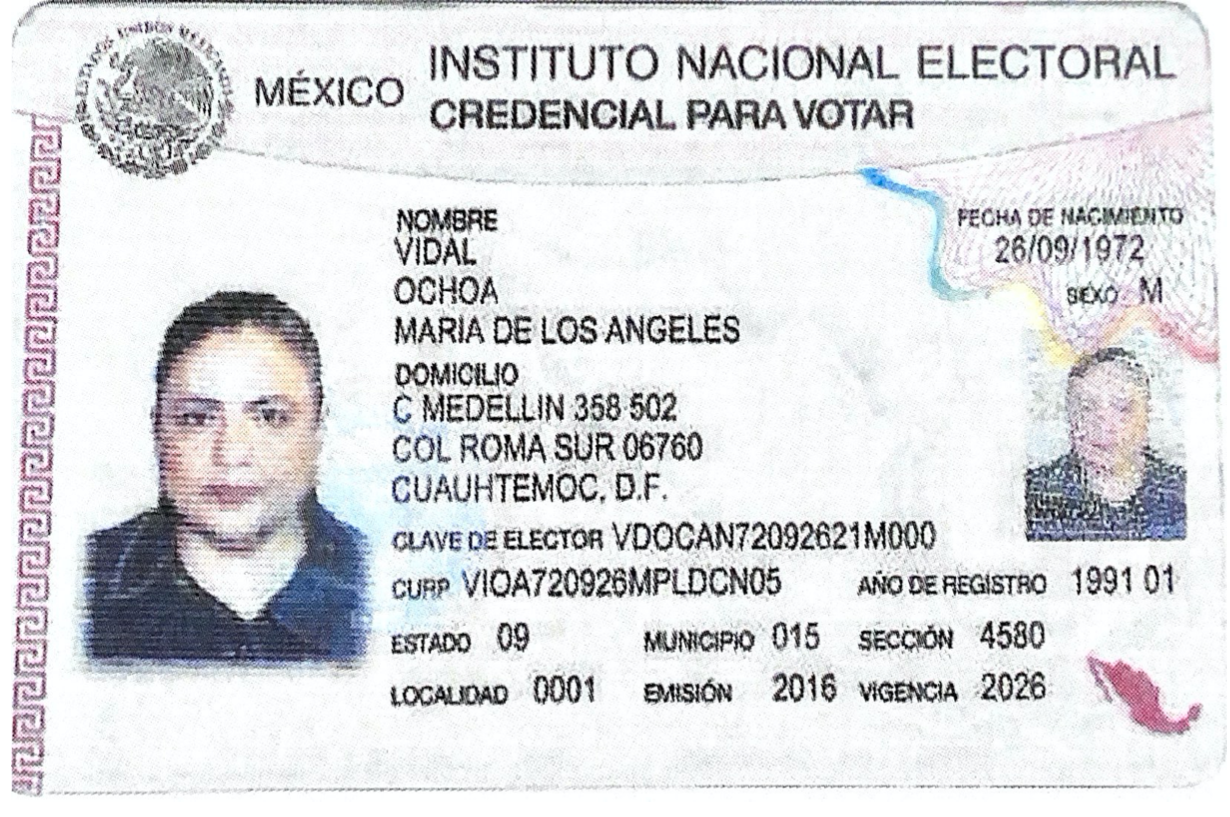 ESTADOS UNIDOS MEXICANOS
MÉXICO
INSTITUTO NACIONAL ELECTORAL
CREDENCIAL PARA VOTAR
NOMBRE
VIDAL
OCHOA
MARIA DE LOS ANGELES
FECHA DE NACIMIENTO
26/09/1972
SEXO M
DOMICILIO
C MEDELLIN 358 502
COL ROMA SUR 06760
CUAUHTEMOC, D.F.
CLAVE DE ELECTOR VDOCAN72092621M000
CURP VIOA720926MPLDCN05 AÑO DE REGISTRO 1991 01
ESTADO 09 MUNICIPIO 015 SECCIÓN 4580
LOCALIDAD 0001 EMISIÓN 2016 VIGENCIA 2026